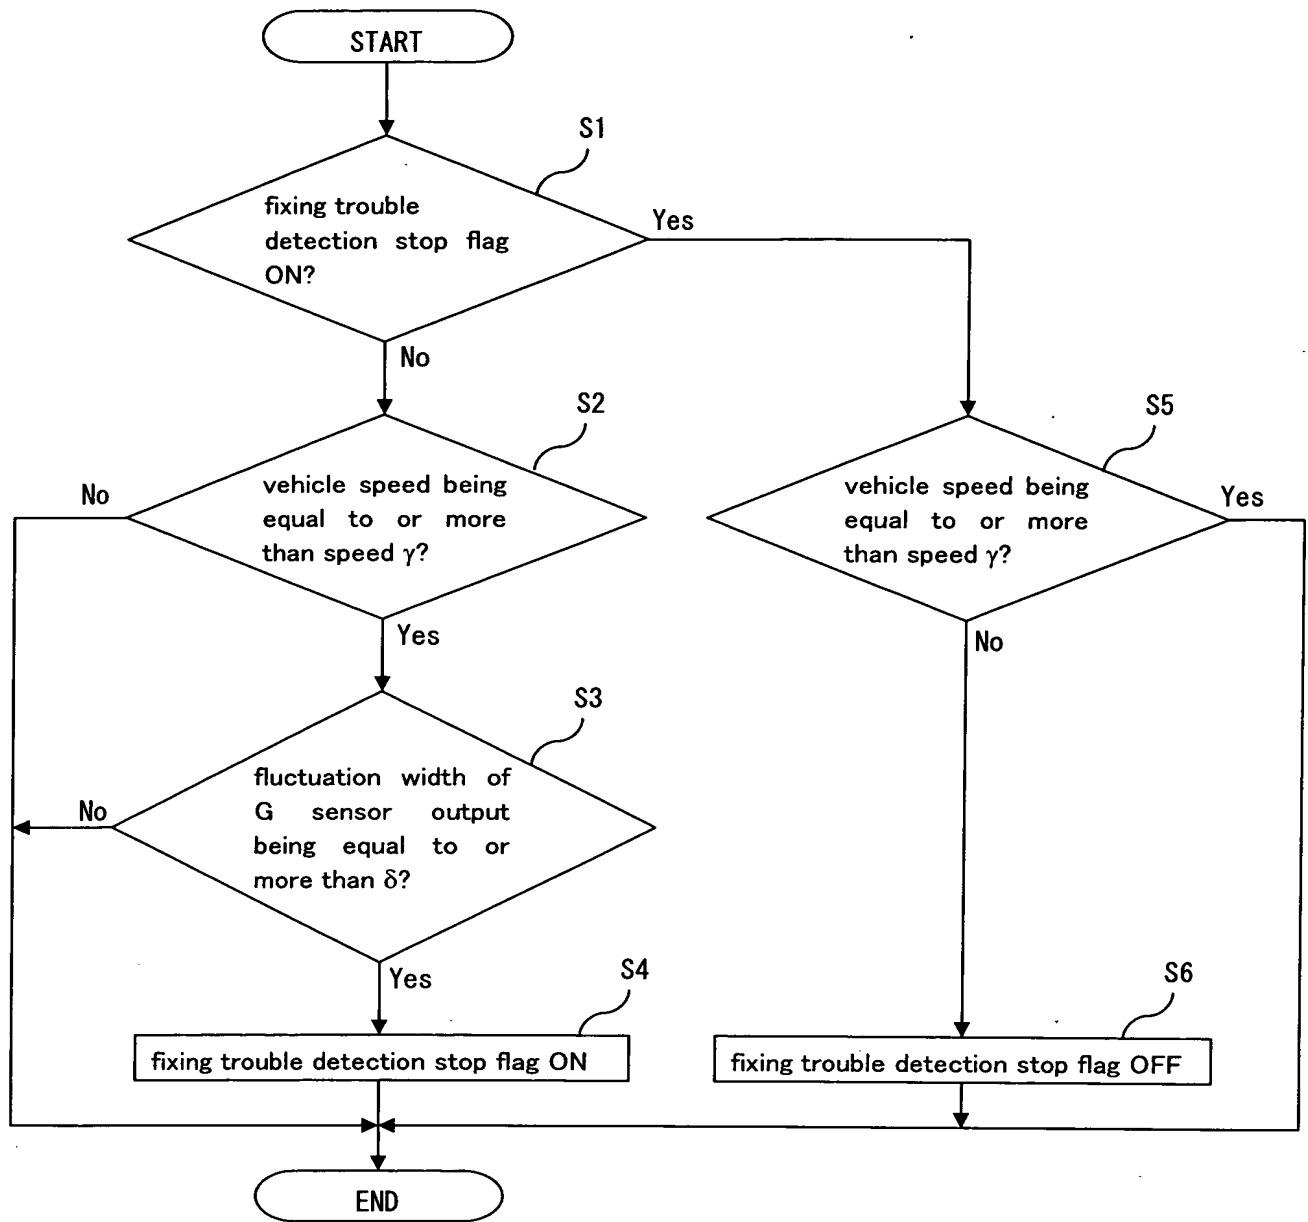 START
S1
fixing trouble
detection stop flag
ON?
Yes
No
S2
vehicle speed being
equal to or more
than speed γ?
No
Yes
S5
vehicle speed being
equal to or more
than speed γ?
Yes
No
S3
fluctuation width of
G sensor output
being equal to or
more than δ?
No
Yes
S4
fixing trouble detection stop flag ON
S6
fixing trouble detection stop flag OFF
END